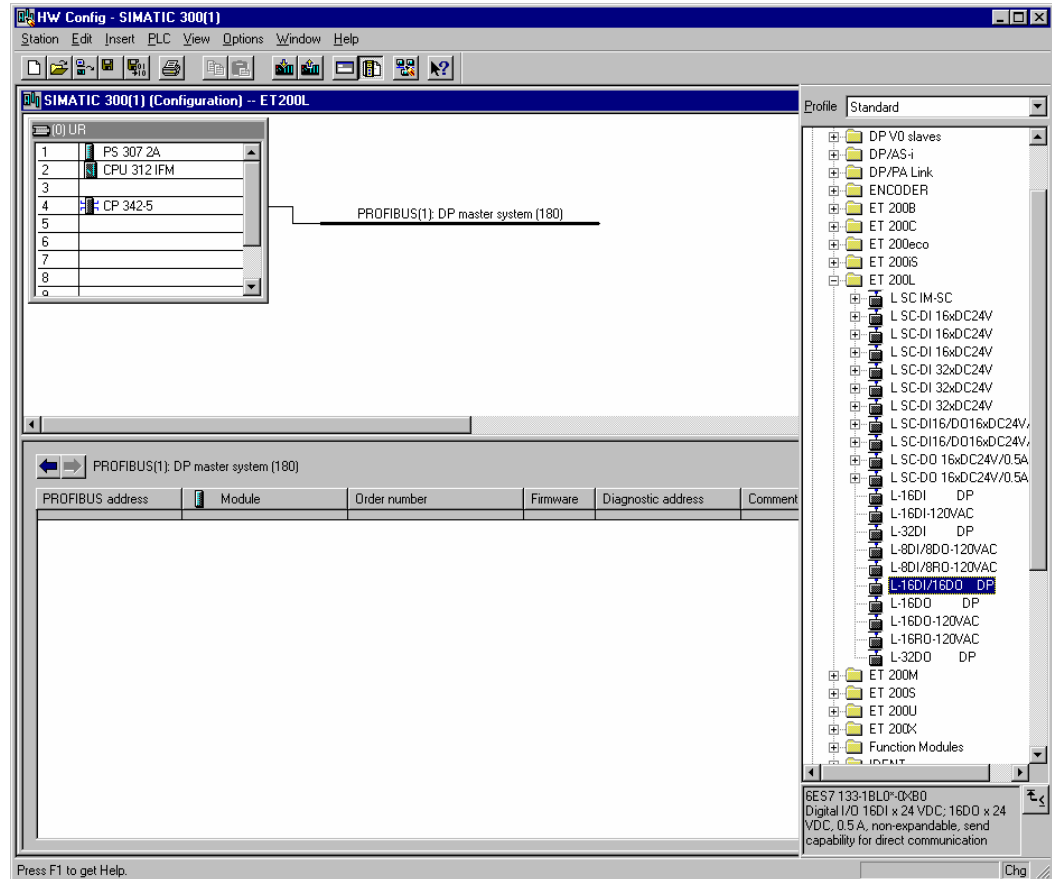 HW Config - SIMATIC 300(1)
Station Edit Insert PLC View Options Window Help
SIMATIC 300(1) (Configuration) -- ET200L
(0) UR
1 PS 307 2A
2 CPU 312 IFM
3
4 CP 342-5
5
6
7
8
9
PROFIBUS(1): DP master system (180)
PROFIBUS(1): DP master system (180)
PROFIBUS address Module Order number Firmware Diagnostic address Comment
Profile Standard
DP V0 slaves
DP/AS-i
DP/PA Link
ENCODER
ET 200B
ET 200C
ET 200eco
ET 200iS
ET 200L
L SC IM-SC
L SC-DI 16xDC24V
L SC-DI 16xDC24V
L SC-DI 16xDC24V
L SC-DI 32xDC24V
L SC-DI 32xDC24V
L SC-DI 32xDC24V
L SC-DI16/DO16xDC24V/
L SC-DI16/DO16xDC24V/
L SC-DO 16xDC24V/0.5A
L SC-DO 16xDC24V/0.5A
L-16DI DP
L-16DI-120VAC
L-32DI DP
L-8DI/8DO-120VAC
L-8DI/8RO-120VAC
L-16DI/16DO DP
L-16DO DP
L-16DO-120VAC
L-16RO-120VAC
L-32DO DP
ET 200M
ET 200S
ET 200U
ET 200X
Function Modules
IDENT
6ES7 133-1BL0*-0XB0
Digital I/O 16DI x 24 VDC; 16DO x 24
VDC, 0.5 A, non-expandable, send
capability for direct communication
Press F1 to get Help.
Chg